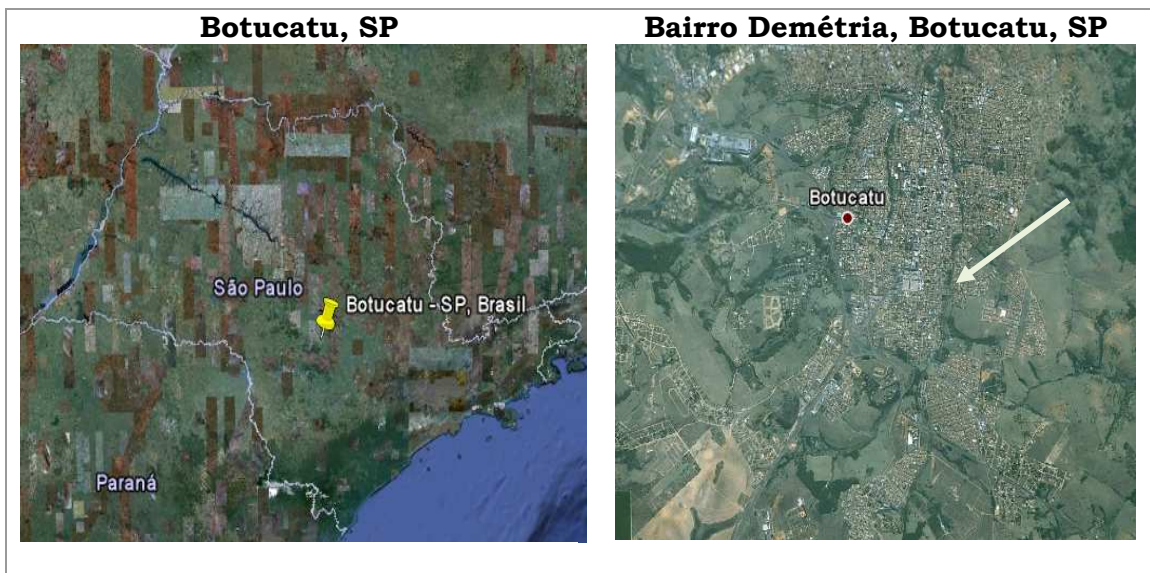 Botucatu, SP
Bairro Demétria, Botucatu, SP
São Paulo
Botucatu - SP, Brasil
Paraná
Botucatu